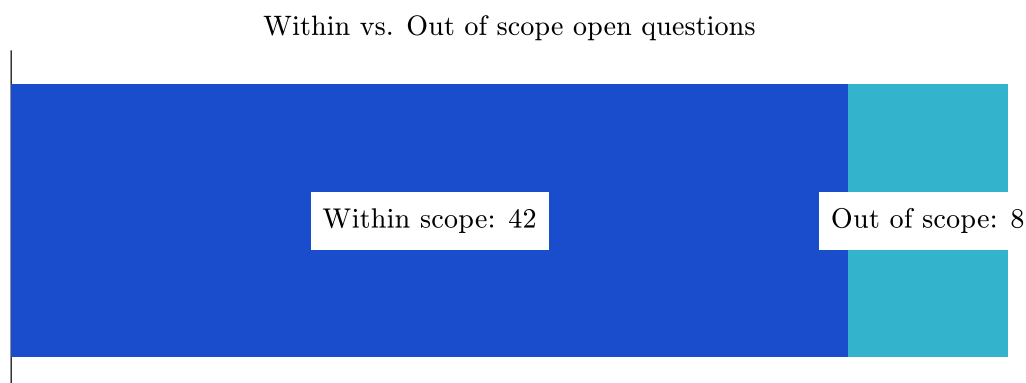 Within vs. Out of scope open questions
Within scope: 42
Out of scope: 8